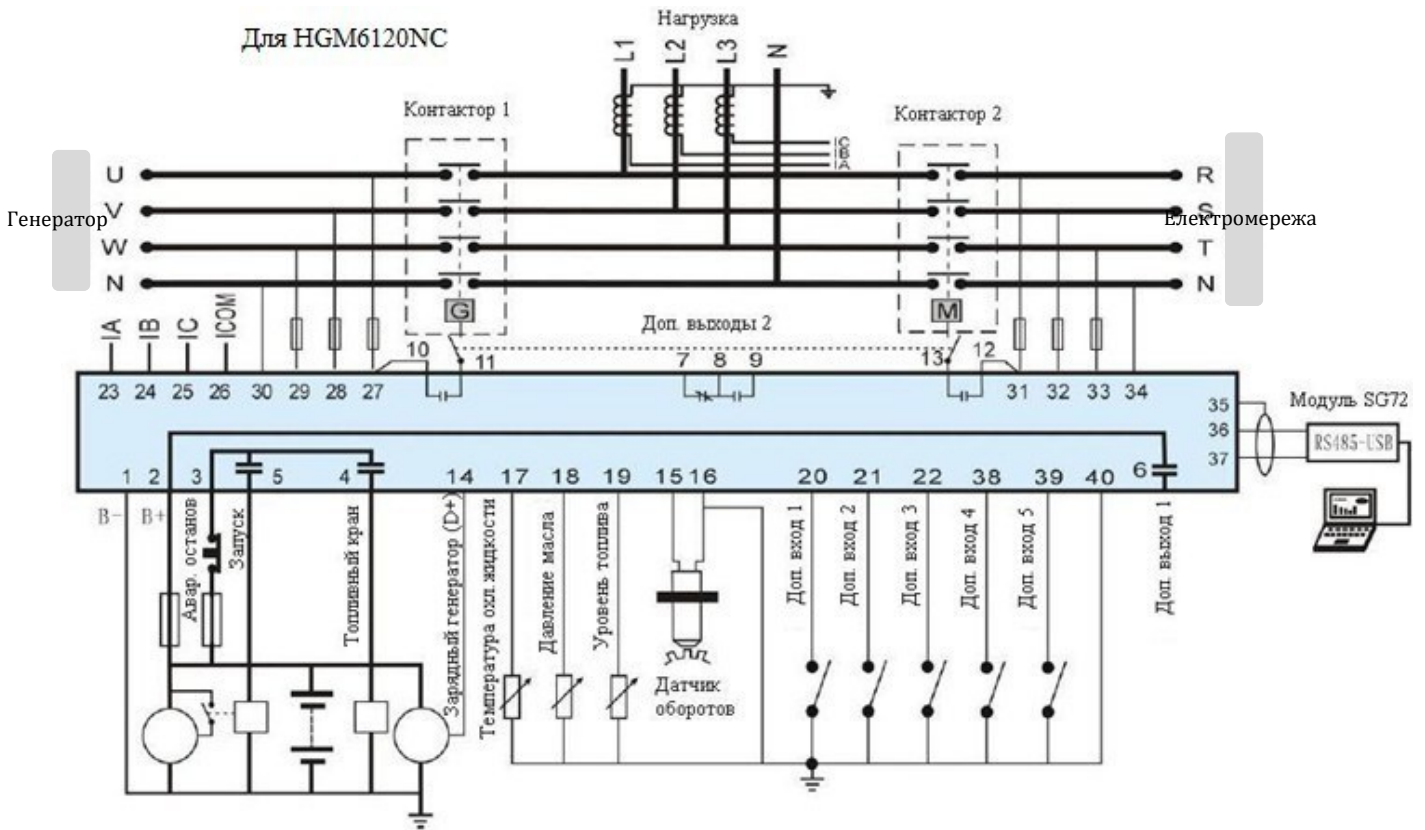 Для HGM6120NC
Нагрузка
L1 L2 L3 N
Контактор 1
Контактор 2
IC
IB
IA
U
R
V
S
Генератор
Електромережа
W
T
N
N
G
M
IA IB IC ICOM
Доп. выходы 2
10 11 7 8 9 13 12
23 24 25 26 30 29 28 27 31 32 33 34
35
36
37
Модуль SG72
RS485-USB
1 2 3 5 4 14 17 18 19 15 16 20 21 22 38 39 40 6
B-
B+
Авар. останов
Запуск
Топливный кран
Зарядный генератор (D+)
Температура охл. жидкости
Давление масла
Уровень топлива
Датчик
оборотов
Доп. вход 1
Доп. вход 2
Доп. вход 3
Доп. вход 4
Доп. вход 5
Доп. выход 1